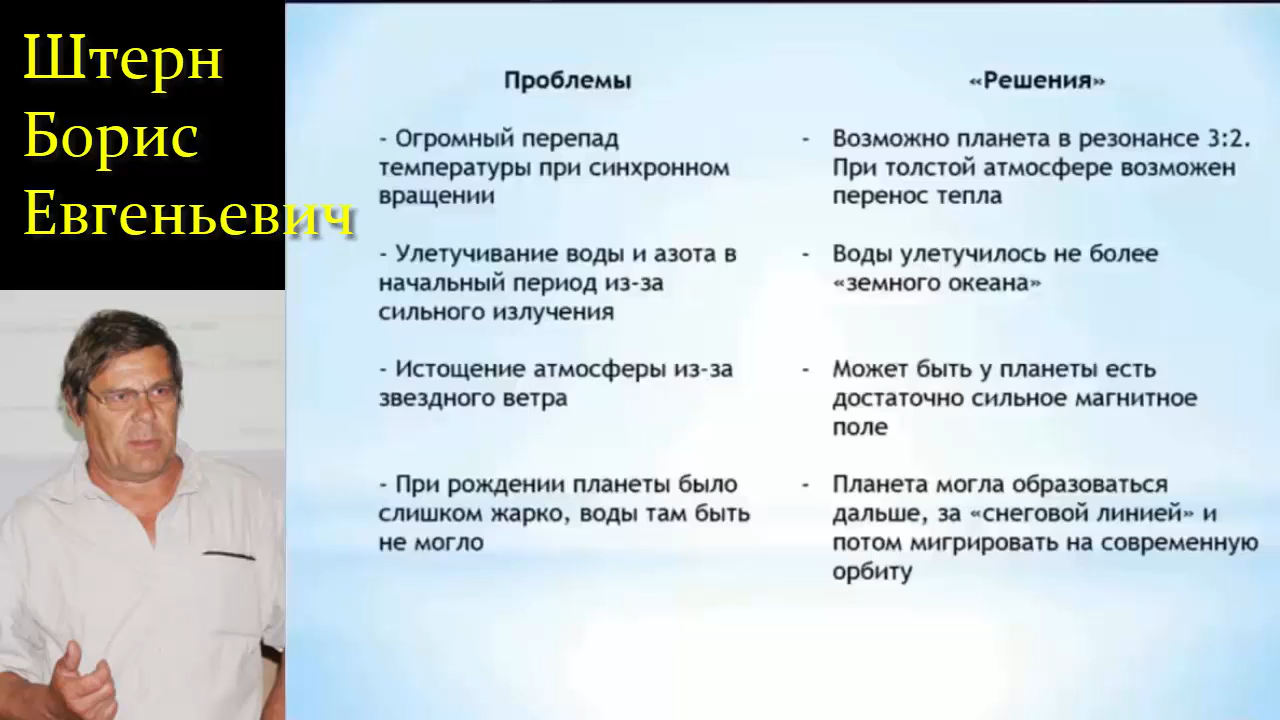 Штерн
Борис
Евгеньевич
Проблемы
- Огромный перепад
температуры при синхронном
вращении
- Улетучивание воды и азота в
начальный период из-за
сильного излучения
- Истощение атмосферы из-за
звездного ветра
- При рождении планеты было
слишком жарко, воды там быть
не могло
«Решения»
- Возможно планета в резонансе 3:2.
При толстой атмосфере возможен
перенос тепла
- Воды улетучилось не более
«земного океана»
- Может быть у планеты есть
достаточно сильное магнитное
поле
- Планета могла образоваться
дальше, за «снеговой линией» и
потом мигрировать на современную
орбиту